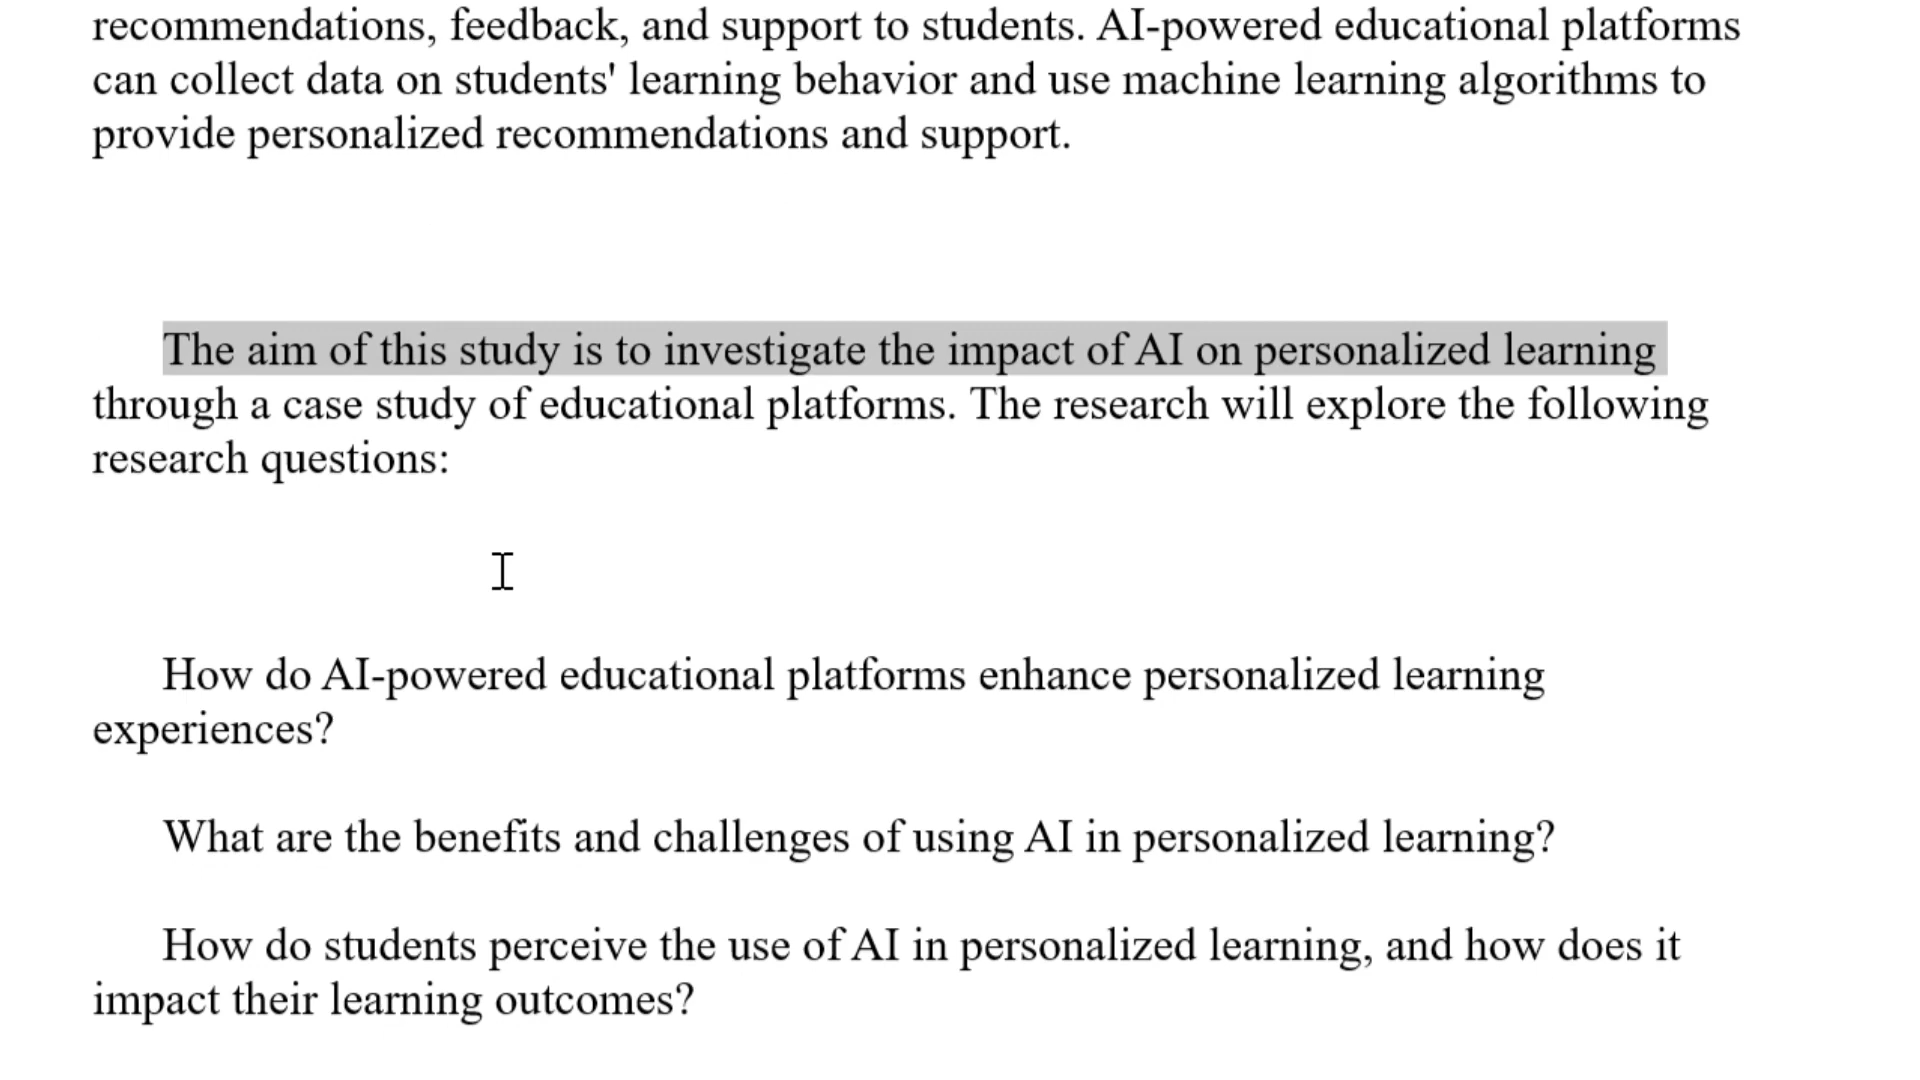 recommendations, feedback, and support to students. AI-powered educational platforms
can collect data on students' learning behavior and use machine learning algorithms to
provide personalized recommendations and support.
The aim of this study is to investigate the impact of AI on personalized learning
through a case study of educational platforms. The research will explore the following
research questions:
How do AI-powered educational platforms enhance personalized learning
experiences?
What are the benefits and challenges of using AI in personalized learning?
How do students perceive the use of AI in personalized learning, and how does it
impact their learning outcomes?